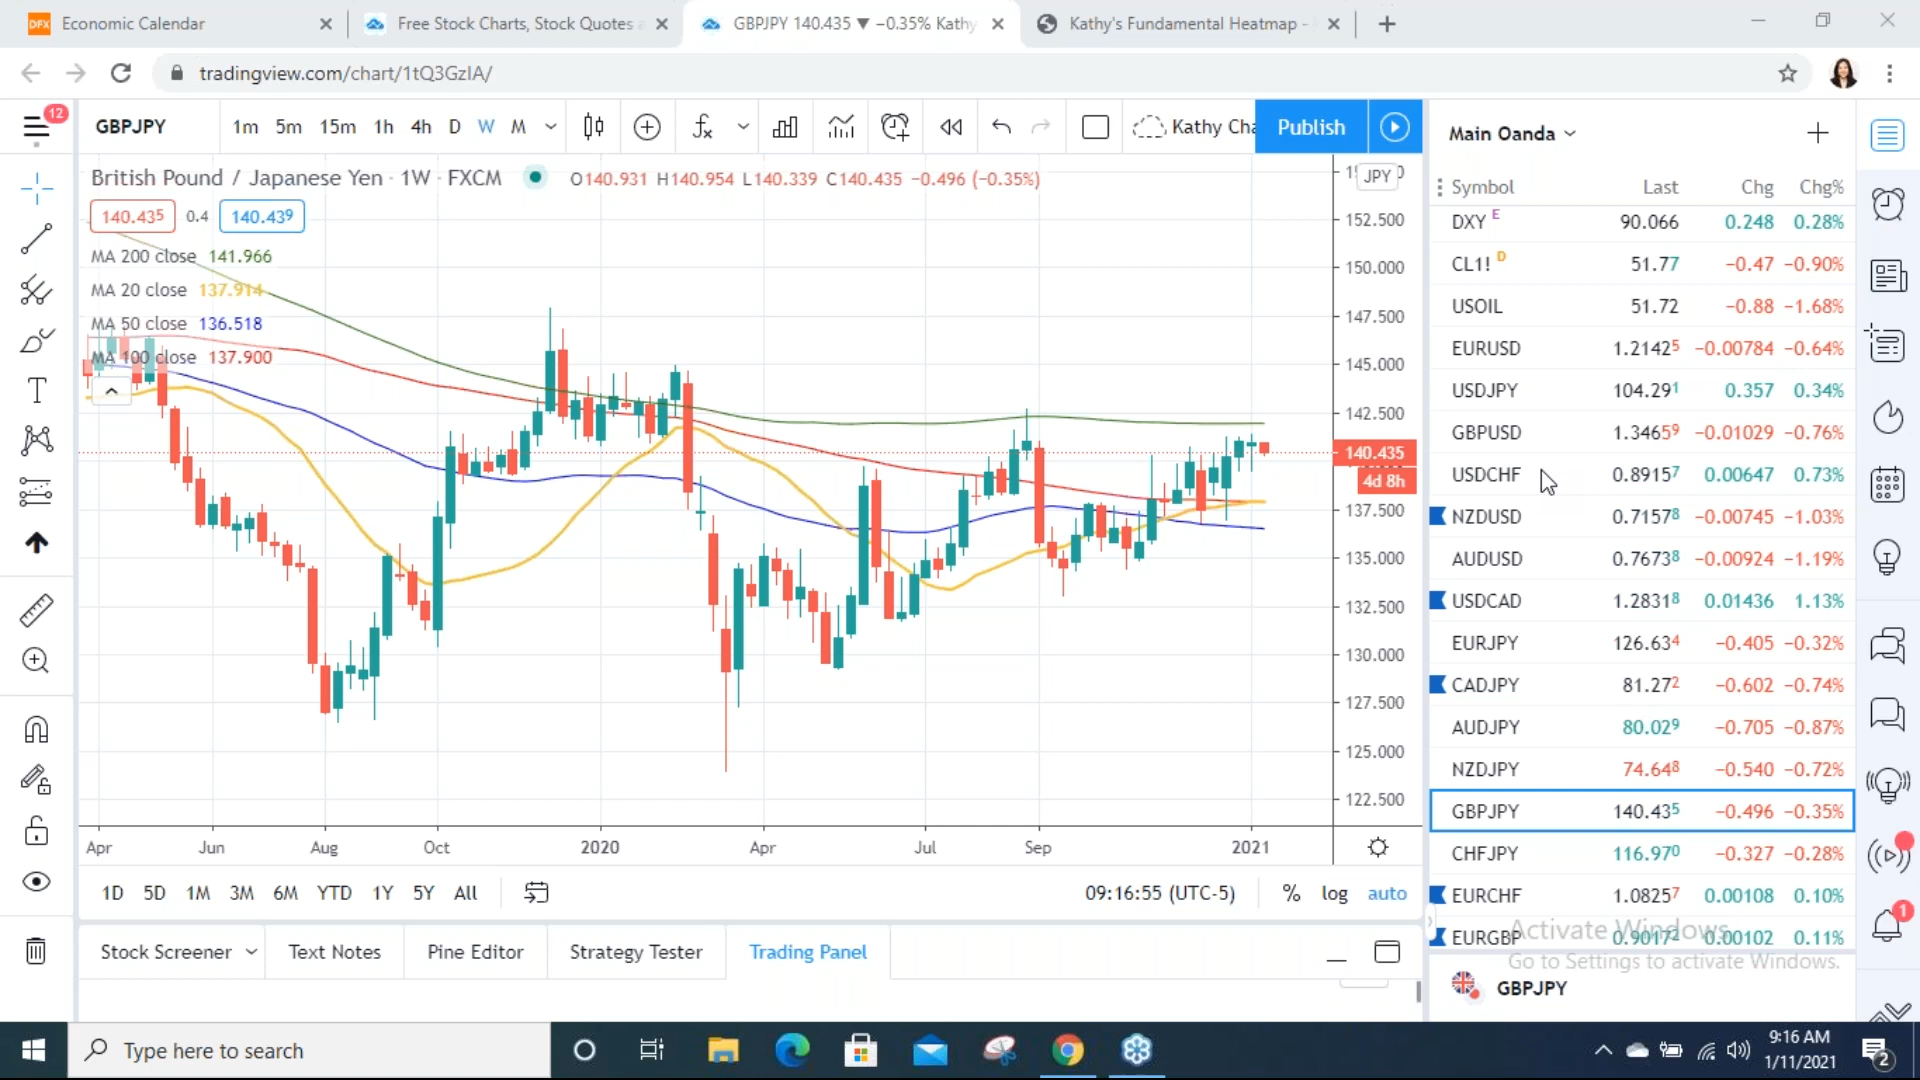 DFX Economic Calendar
Free Stock Charts, Stock Quotes a
GBPJPY 140.435 ▼ −0.35% Kathy
Kathy's Fundamental Heatmap -
tradingview.com/chart/1tQ3GzIA/
12
GBPJPY 1m 5m 15m 1h 4h D W M Kathy Cha Publish
British Pound / Japanese Yen · 1W · FXCM O140.931 H140.954 L140.339 C140.435 −0.496 (−0.35%)
140.435 0.4 140.439
MA 200 close 141.966
MA 20 close 137.914
MA 50 close 136.518
MA 100 close 137.900
JPY
152.500
150.000
147.500
145.000
142.500
140.435
4d 8h
137.500
135.000
132.500
130.000
127.500
125.000
122.500
Apr Jun Aug Oct 2020 Apr Jul Sep 2021
1D 5D 1M 3M 6M YTD 1Y 5Y All 09:16:55 (UTC-5) % log auto
Stock Screener Text Notes Pine Editor Strategy Tester Trading Panel
Main Oanda
Symbol Last Chg Chg%
DXY E 90.066 0.248 0.28%
CL1! D 51.77 −0.47 −0.90%
USOIL 51.72 −0.88 −1.68%
EURUSD 1.21425 −0.00784 −0.64%
USDJPY 104.291 0.357 0.34%
GBPUSD 1.34659 −0.01029 −0.76%
USDCHF 0.89157 0.00647 0.73%
NZDUSD 0.71578 −0.00745 −1.03%
AUDUSD 0.76738 −0.00924 −1.19%
USDCAD 1.28318 0.01436 1.13%
EURJPY 126.634 −0.405 −0.32%
CADJPY 81.272 −0.602 −0.74%
AUDJPY 80.029 −0.705 −0.87%
NZDJPY 74.648 −0.540 −0.72%
GBPJPY 140.435 −0.496 −0.35%
CHFJPY 116.970 −0.327 −0.28%
EURCHF 1.08257 0.00108 0.10%
EURGBP 0.90172 0.00102 0.11%
Activate Windows
Go to Settings to activate Windows.
GBPJPY
1
Type here to search
9:16 AM
1/11/2021
2